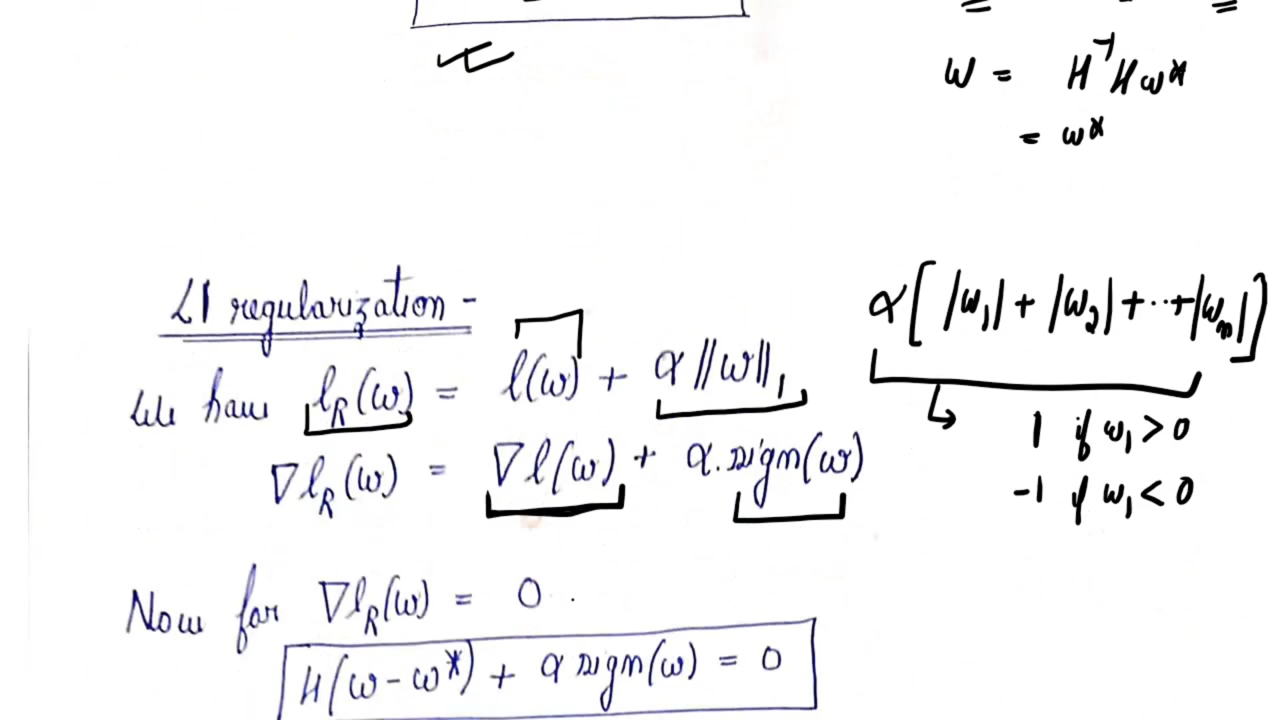 w = H⁻¹Hw*
= w*
L1 regularization -
We have l_R(w) = l(w) + α||w||₁
α[ |w₁| + |w₂| + ··+ |wₙ| ]
∇l_R(w) = ∇l(w) + α.sign(w)
1 if w₁ > 0
-1 if w₁ < 0
Now for ∇l_R(w) = 0 .
H(w - w*) + α sign(w) = 0